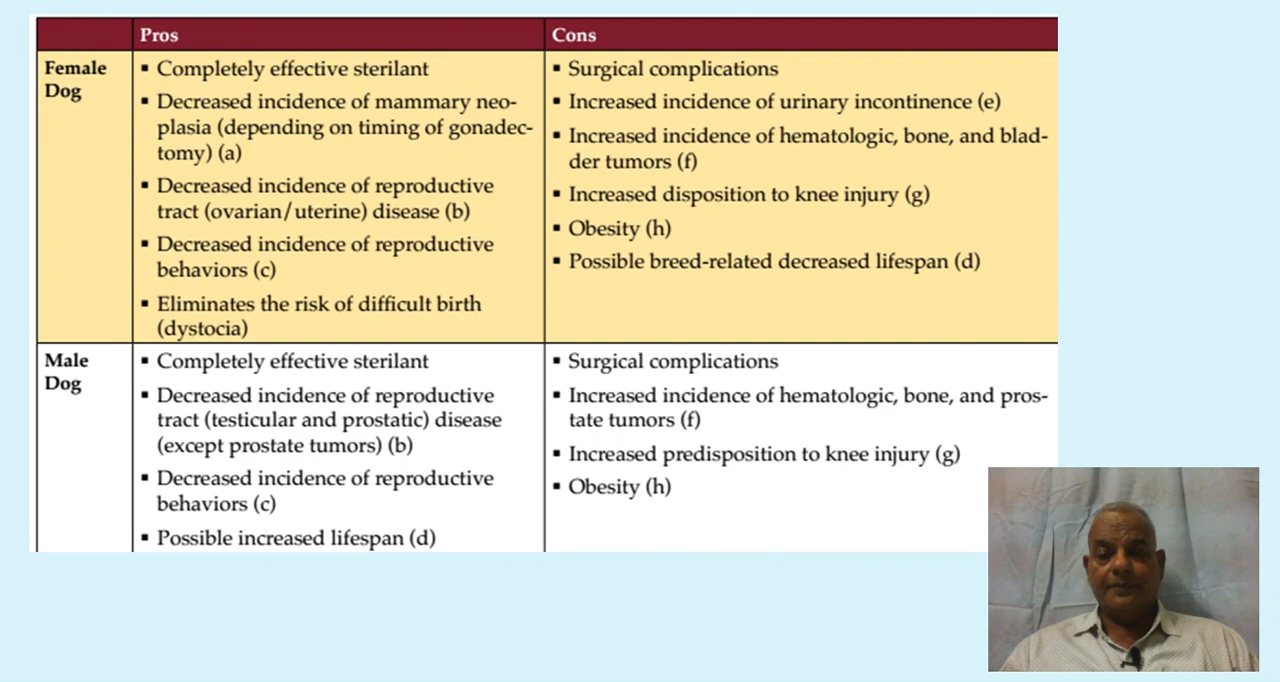 Pros
Cons
Female
Dog
▪ Completely effective sterilant
▪ Decreased incidence of mammary neo-
plasia (depending on timing of gonadec-
tomy) (a)
▪ Decreased incidence of reproductive
tract (ovarian/uterine) disease (b)
▪ Decreased incidence of reproductive
behaviors (c)
▪ Eliminates the risk of difficult birth
(dystocia)
▪ Surgical complications
▪ Increased incidence of urinary incontinence (e)
▪ Increased incidence of hematologic, bone, and blad-
der tumors (f)
▪ Increased disposition to knee injury (g)
▪ Obesity (h)
▪ Possible breed-related decreased lifespan (d)
Male
Dog
▪ Completely effective sterilant
▪ Decreased incidence of reproductive
tract (testicular and prostatic) disease
(except prostate tumors) (b)
▪ Decreased incidence of reproductive
behaviors (c)
▪ Possible increased lifespan (d)
▪ Surgical complications
▪ Increased incidence of hematologic, bone, and pros-
tate tumors (f)
▪ Increased predisposition to knee injury (g)
▪ Obesity (h)